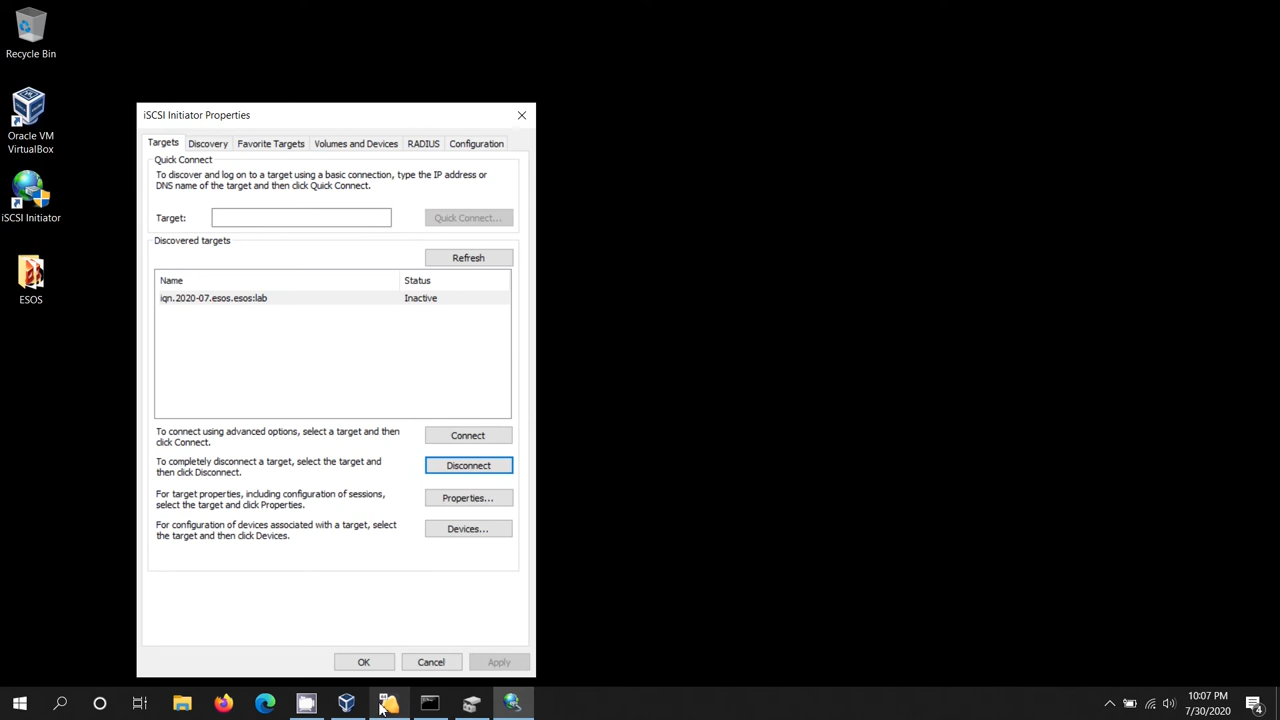 Recycle Bin
Oracle VM
VirtualBox
iSCSI Initiator
ESOS
iSCSI Initiator Properties
Targets Discovery Favorite Targets Volumes and Devices RADIUS Configuration
Quick Connect
To discover and log on to a target using a basic connection, type the IP address or
DNS name of the target and then click Quick Connect.
Target: Quick Connect...
Discovered targets
Refresh
Name Status
iqn.2020-07.esos.esos:lab Inactive
To connect using advanced options, select a target and then
click Connect.
Connect
To completely disconnect a target, select the target and
then click Disconnect.
Disconnect
For target properties, including configuration of sessions,
select the target and click Properties.
Properties...
For configuration of devices associated with a target, select
the target and then click Devices.
Devices...
OK Cancel Apply
10:07 PM
7/30/2020
4